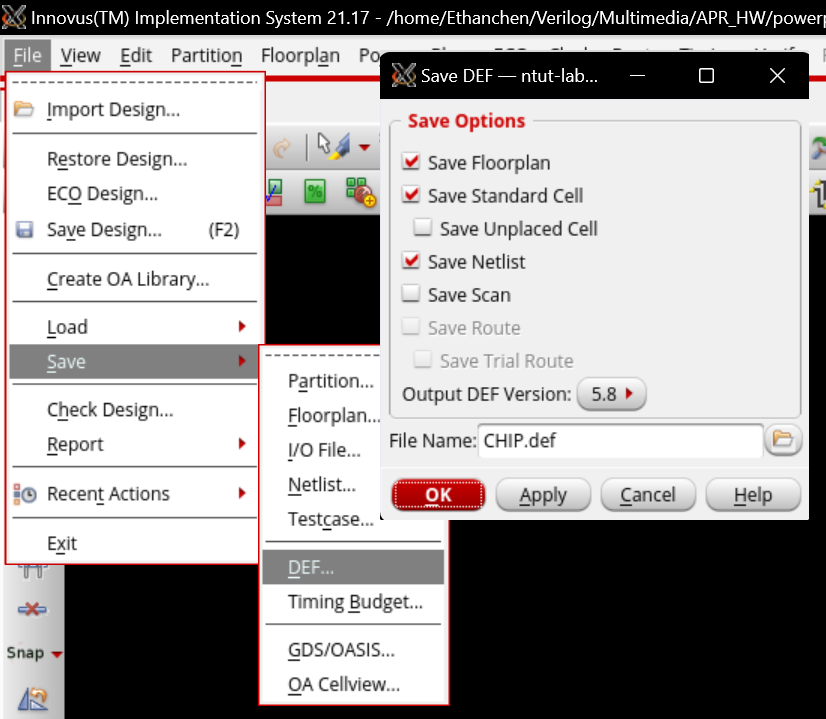 Innovus(TM) Implementation System 21.17 - /home/Ethanchen/Verilog/Multimedia/APR_HW/powerp
File View Edit Partition Floorplan
Import Design...
Restore Design...
ECO Design...
Save Design... (F2)
Create OA Library...
Load
Save
Check Design...
Report
Recent Actions
Exit
Snap
Partition...
Floorplan...
I/O File...
Netlist...
Testcase...
DEF...
Timing Budget...
GDS/OASIS...
OA Cellview...
Save DEF — ntut-lab...
Save Options
Save Floorplan
Save Standard Cell
Save Unplaced Cell
Save Netlist
Save Scan
Save Route
Save Trial Route
Output DEF Version: 5.8
File Name: CHIP.def
OK Apply Cancel Help